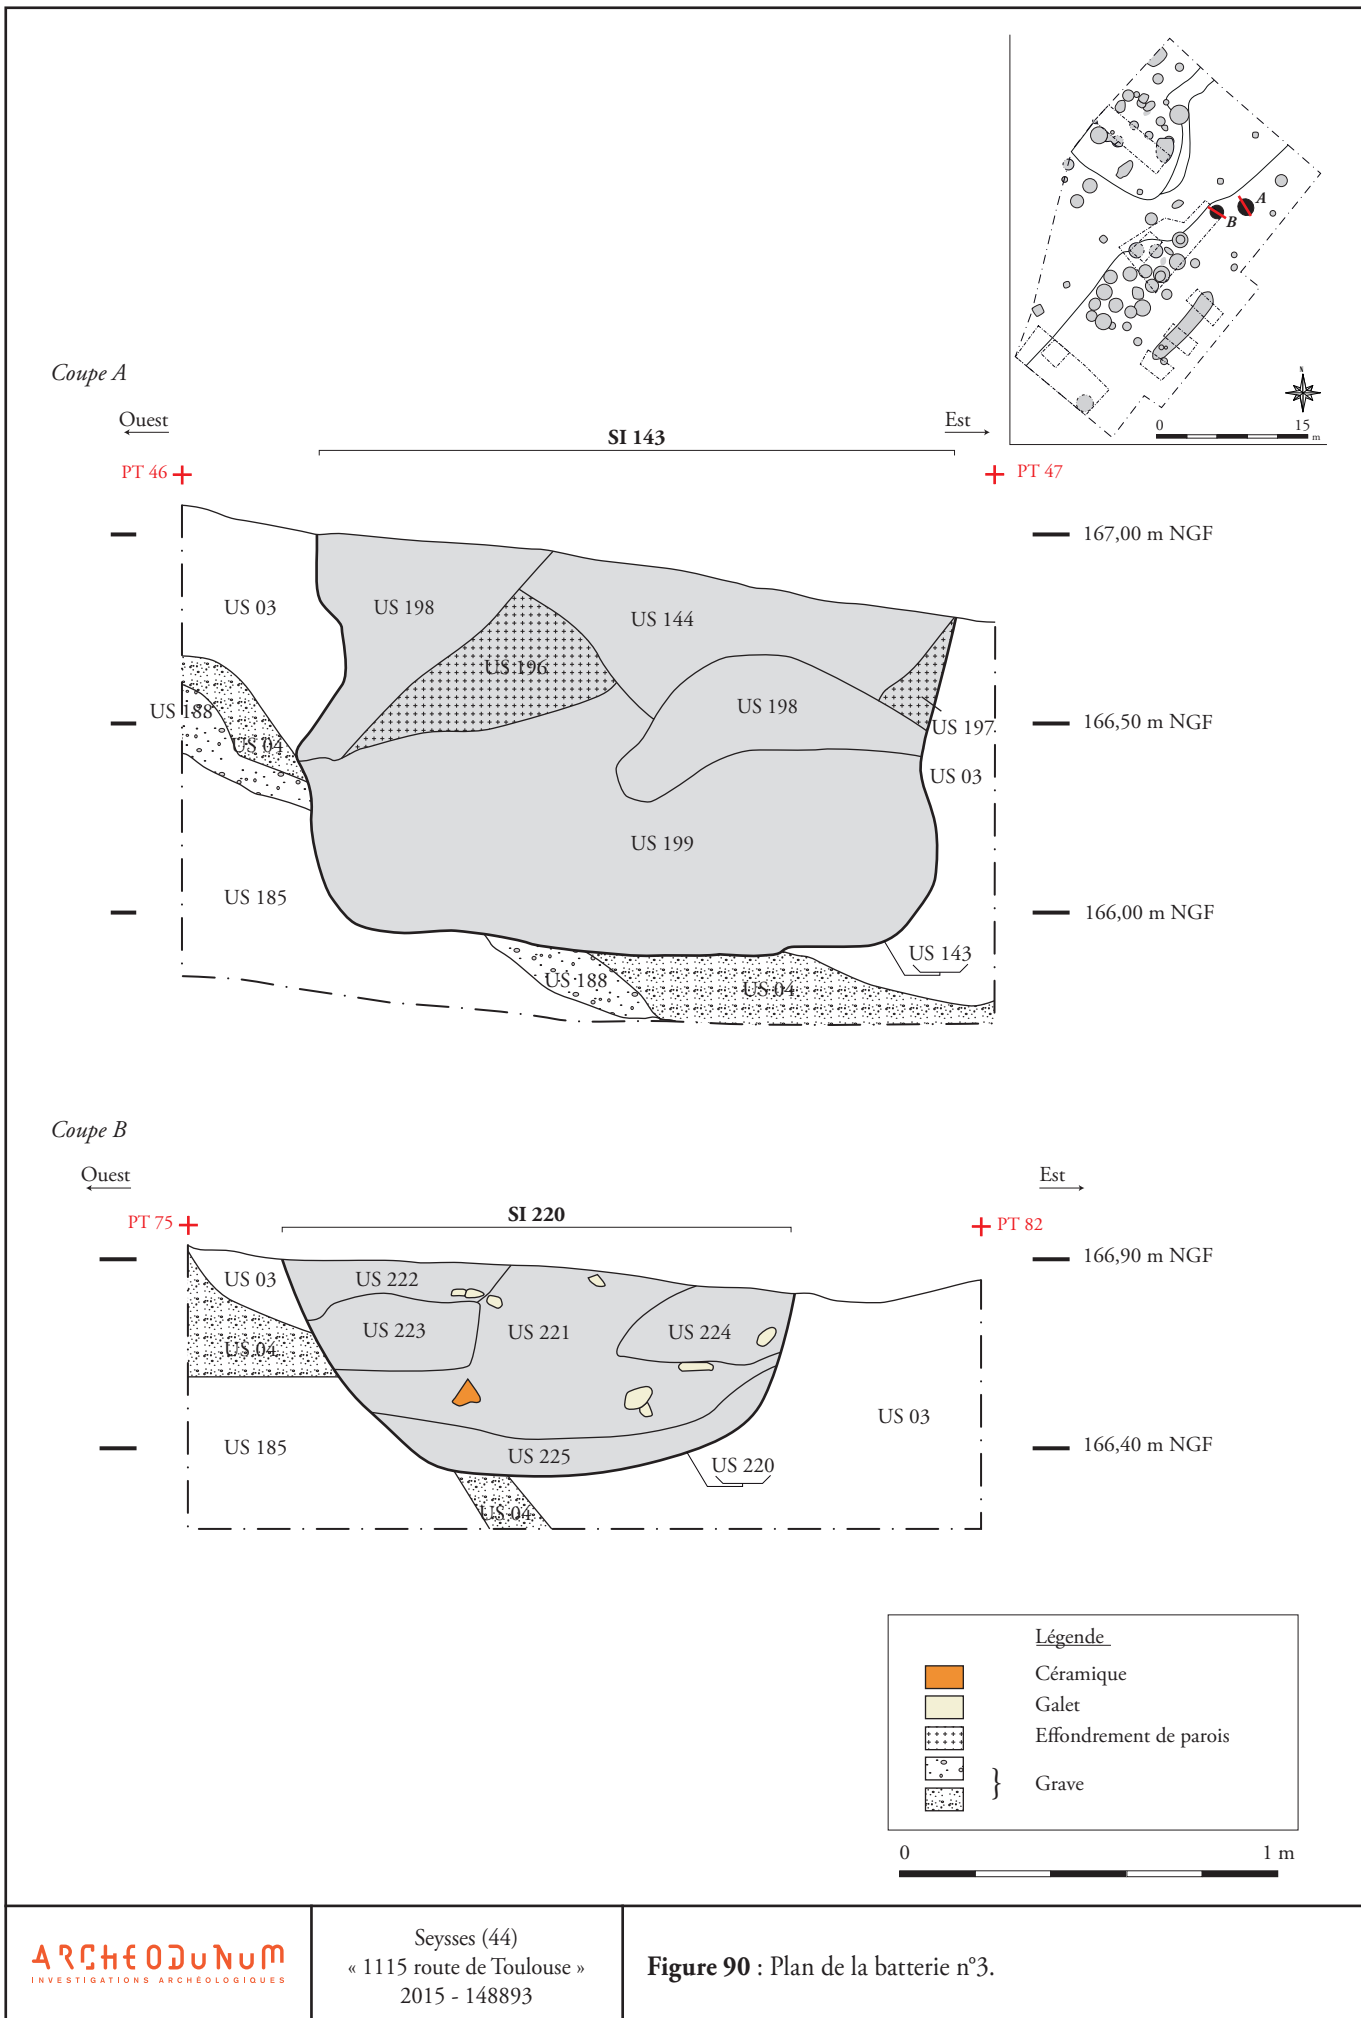 N
A
B
0 15
m
Coupe A
Ouest
Est
SI 143
PT 46
PT 47
167,00 m NGF
US 03
US 198
US 144
US 196
US 198
US 188
US 197
166,50 m NGF
US 04
US 03
US 199
US 185
166,00 m NGF
US 143
US 188
US 04
Coupe B
Ouest
Est
SI 220
PT 75
PT 82
166,90 m NGF
US 03
US 222
US 223
US 221
US 224
US 04
US 03
US 185
166,40 m NGF
US 225
US 220
US 04
Légende
Céramique
Galet
Effondrement de parois
} Grave
0 1 m
ARCHEODUNUM
INVESTIGATIONS ARCHÉOLOGIQUES
Seysses (44)
« 1115 route de Toulouse »
2015 - 148893
Figure 90 : Plan de la batterie n°3.